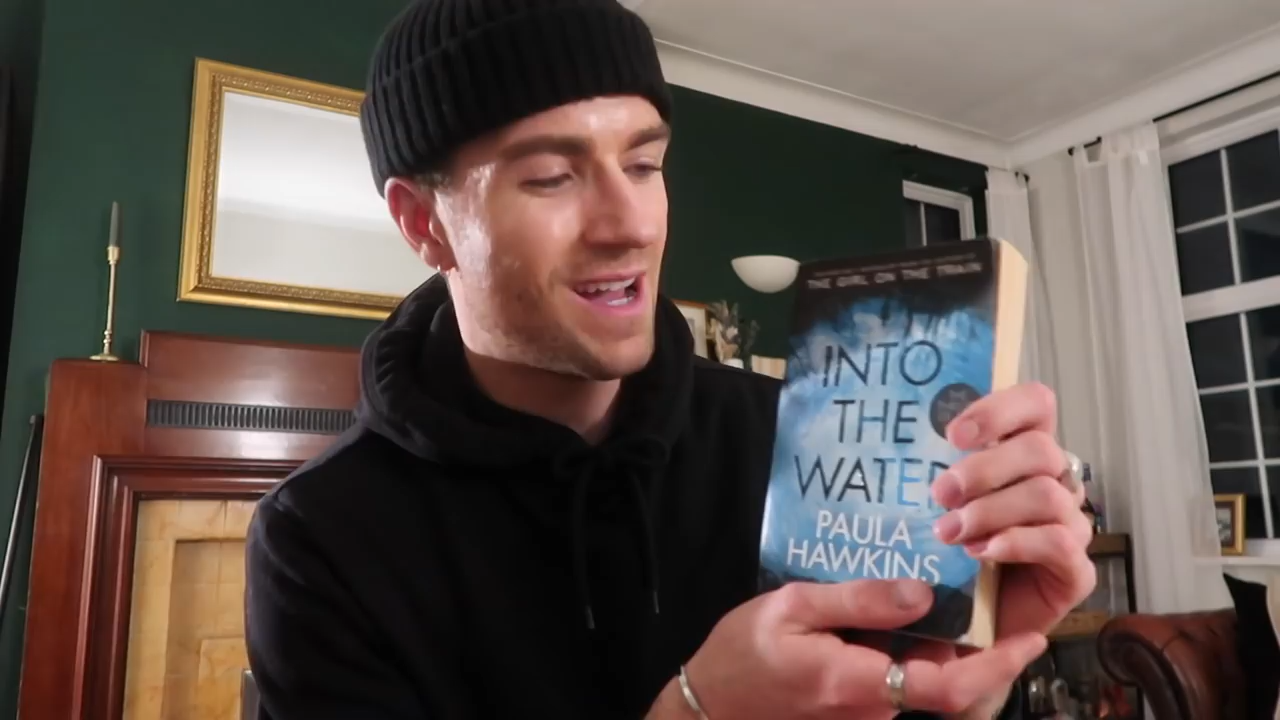 THE GIRL ON THE TRAIN
INTO
THE
WATER
PAULA
HAWKINS